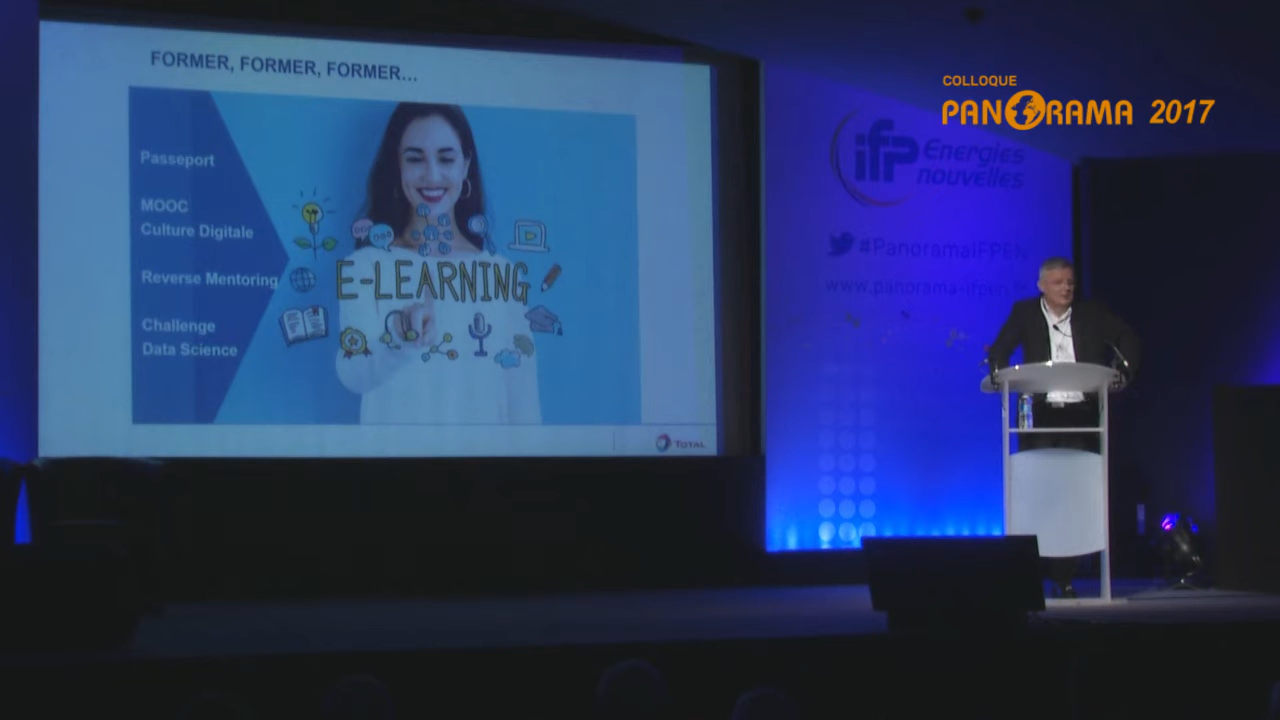 FORMER, FORMER, FORMER...
Passeport
MOOC
Culture Digitale
Reverse Mentoring
Challenge
Data Science
E-LEARNING
TOTAL
COLLOQUE
PANORAMA 2017
ifp Energies
nouvelles
#PanoramaIFPEN
www.panorama-ifpen.fr